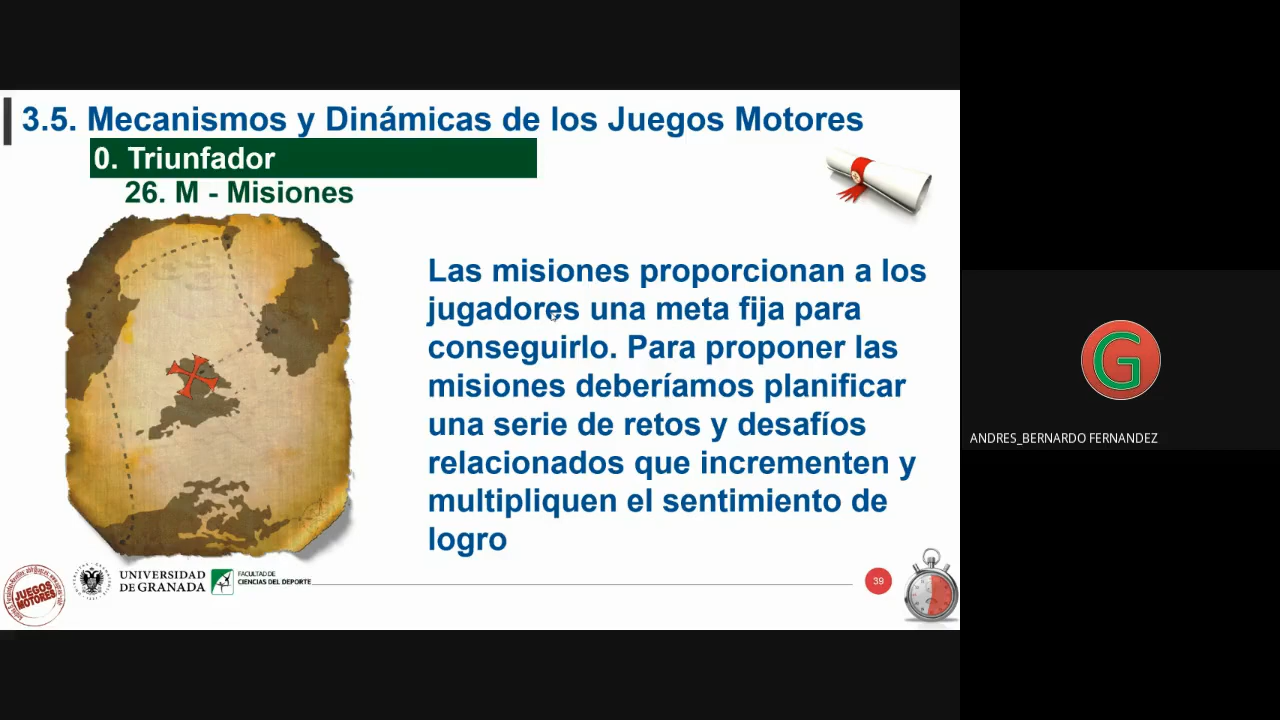 3.5. Mecanismos y Dinámicas de los Juegos Motores
0. Triunfador
26. M - Misiones
Las misiones proporcionan a los
jugadores una meta fija para
conseguirlo. Para proponer las
misiones deberíamos planificar
una serie de retos y desafíos
relacionados que incrementen y
multipliquen el sentimiento de
logro
JUEGOS
MOTORES
UNIVERSIDAD
DE GRANADA
FACULTAD DE
CIENCIAS DEL DEPORTE
39
G
ANDRES_BERNARDO FERNANDEZ